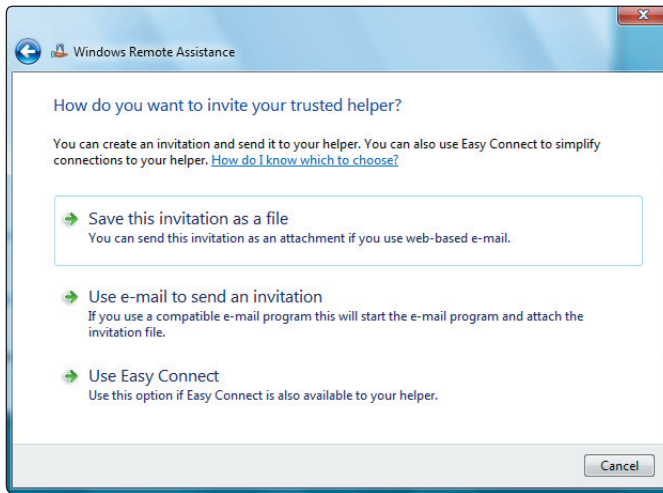 Windows Remote Assistance
How do you want to invite your trusted helper?
You can create an invitation and send it to your helper. You can also use Easy Connect to simplify
connections to your helper. How do I know which to choose?
Save this invitation as a file
You can send this invitation as an attachment if you use web-based e-mail.
Use e-mail to send an invitation
If you use a compatible e-mail program this will start the e-mail program and attach the
invitation file.
Use Easy Connect
Use this option if Easy Connect is also available to your helper.
Cancel